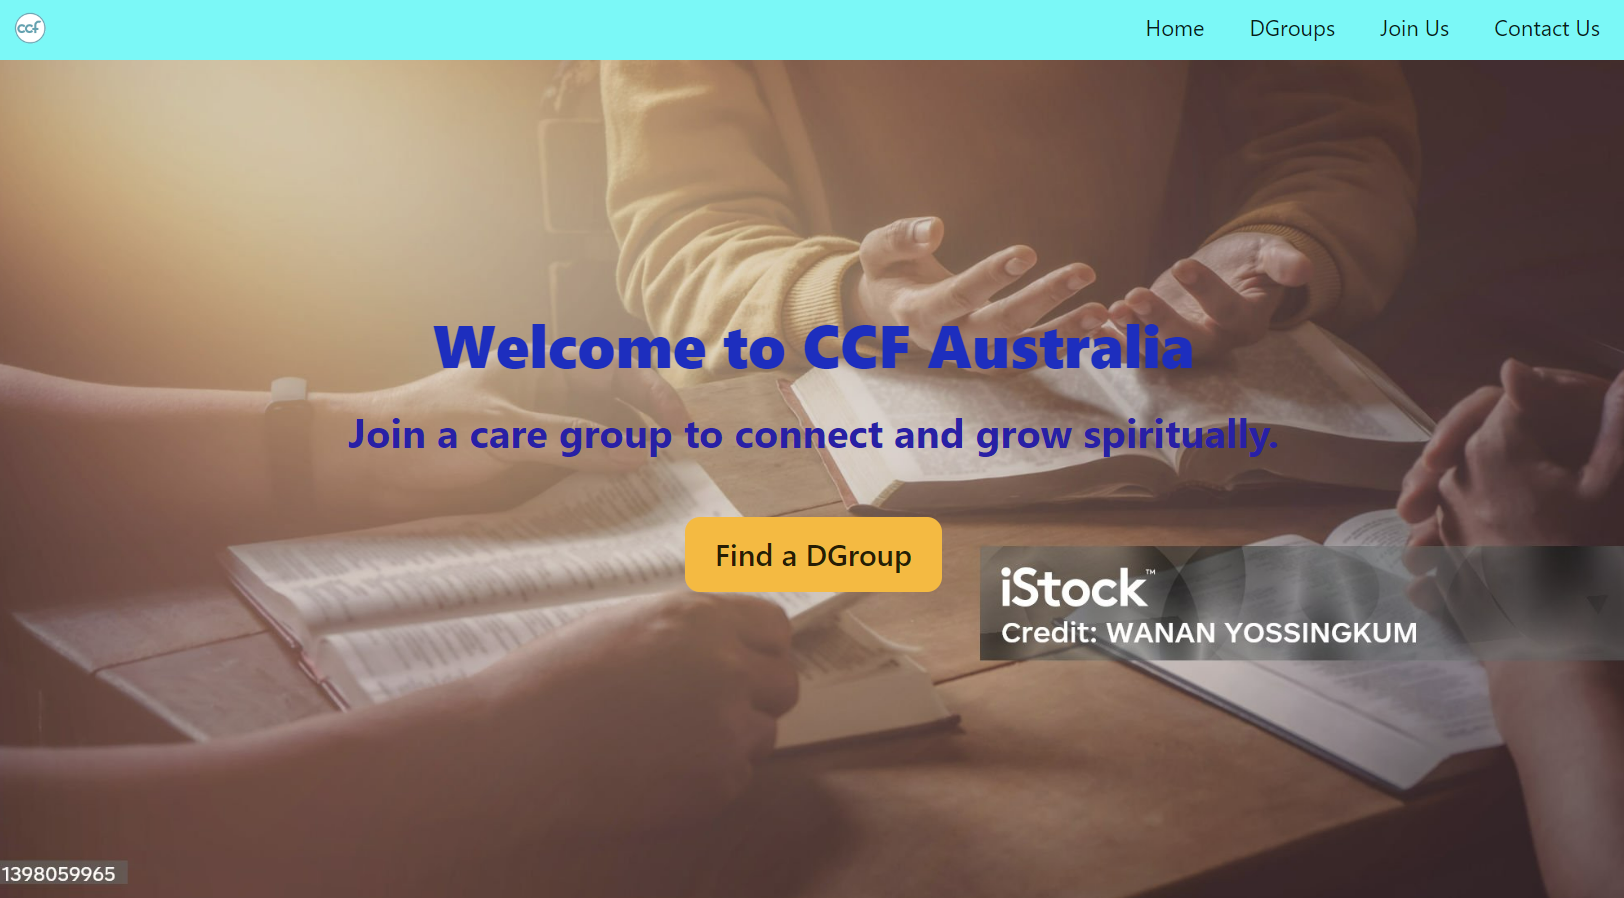 ccf
Home
DGroups
Join Us
Contact Us
Welcome to CCF Australia
Join a care group to connect and grow spiritually.
Find a DGroup
iStock™
Credit: WANAN YOSSINGKUM
1398059965